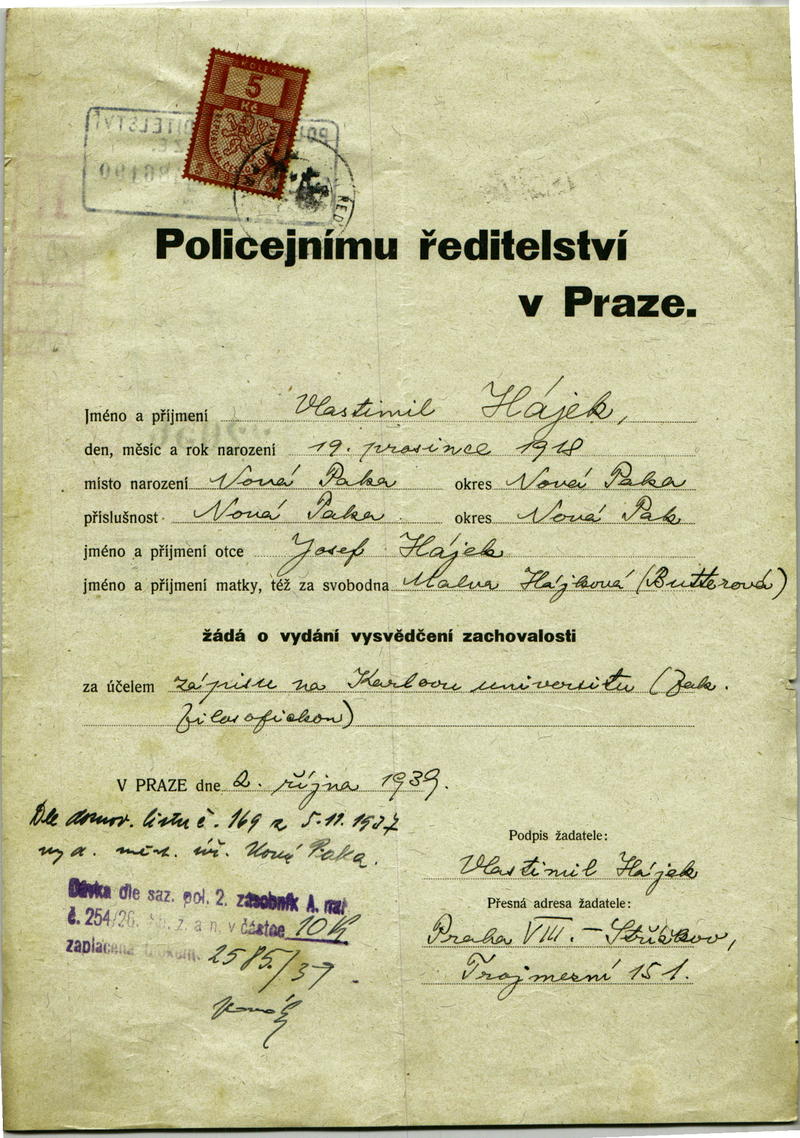 KOLEK
5
Kč
Policejnímu ředitelství
v Praze.
Jméno a příjmení Vlastimil Hájek,
den, měsíc a rok narození 19. prosince 1918
místo narození Nová Paka okres Nová Paka
příslušnost Nová Paka okres Nová Pak
jméno a příjmení otce Josef Hájek
jméno a příjmení matky, též za svobodna Malva Hájková (Butterová)
žádá o vydání vysvědčení zachovalosti
za účelem zápisu na Karlovu universitu (fak.
filosofickou)
V PRAZE dne 2. října 1939.
Dle domov. listu č. 169 z 5.11.1937
vyd. měst. úř. Nová Paka.
Podpis žadatele:
Vlastimil Hájek
Přesná adresa žadatele:
Praha VIII. – Střížkov,
Trojmezní 151.
Dávka dle saz. pol. 2. zásobník A. nař
č. 254/26. Sb. z. a n. v částce 10 K
zaplacena kolkem.
2585/37